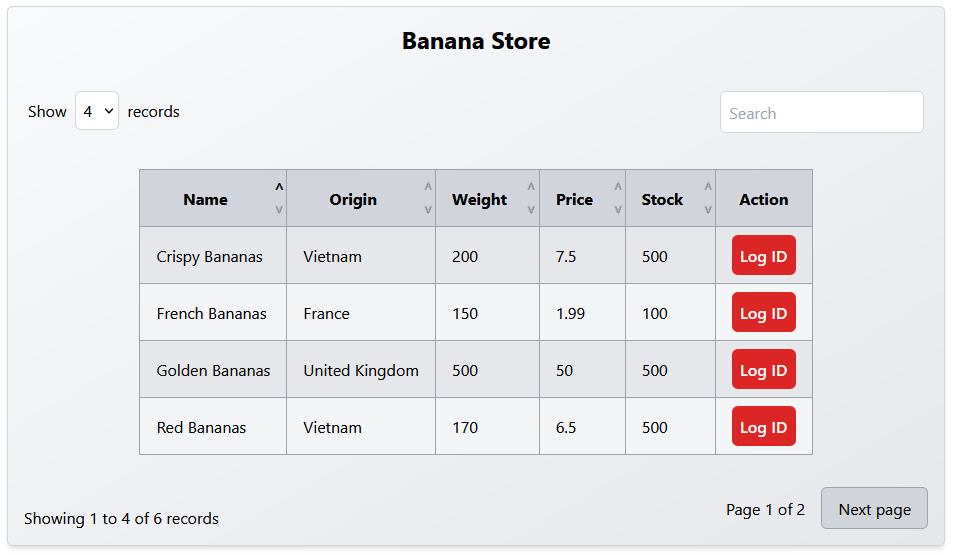 Banana Store
Show 4 records
Search
Name Origin Weight Price Stock Action
Crispy Bananas Vietnam 200 7.5 500 Log ID
French Bananas France 150 1.99 100 Log ID
Golden Bananas United Kingdom 500 50 500 Log ID
Red Bananas Vietnam 170 6.5 500 Log ID
Showing 1 to 4 of 6 records Page 1 of 2 Next page